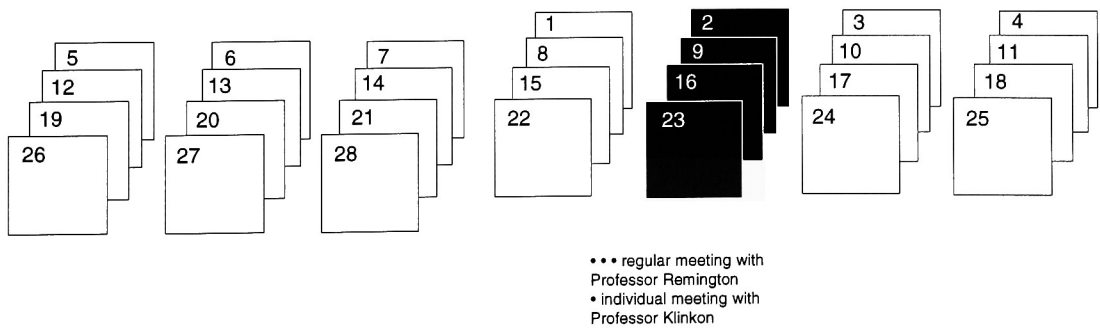 1 2 3 4
5 6 7 8 9 10 11
12 13 14 15 16 17 18
19 20 21 22 23 24 25
26 27 28
• • • regular meeting with
Professor Remington
• individual meeting with
Professor Klinkon